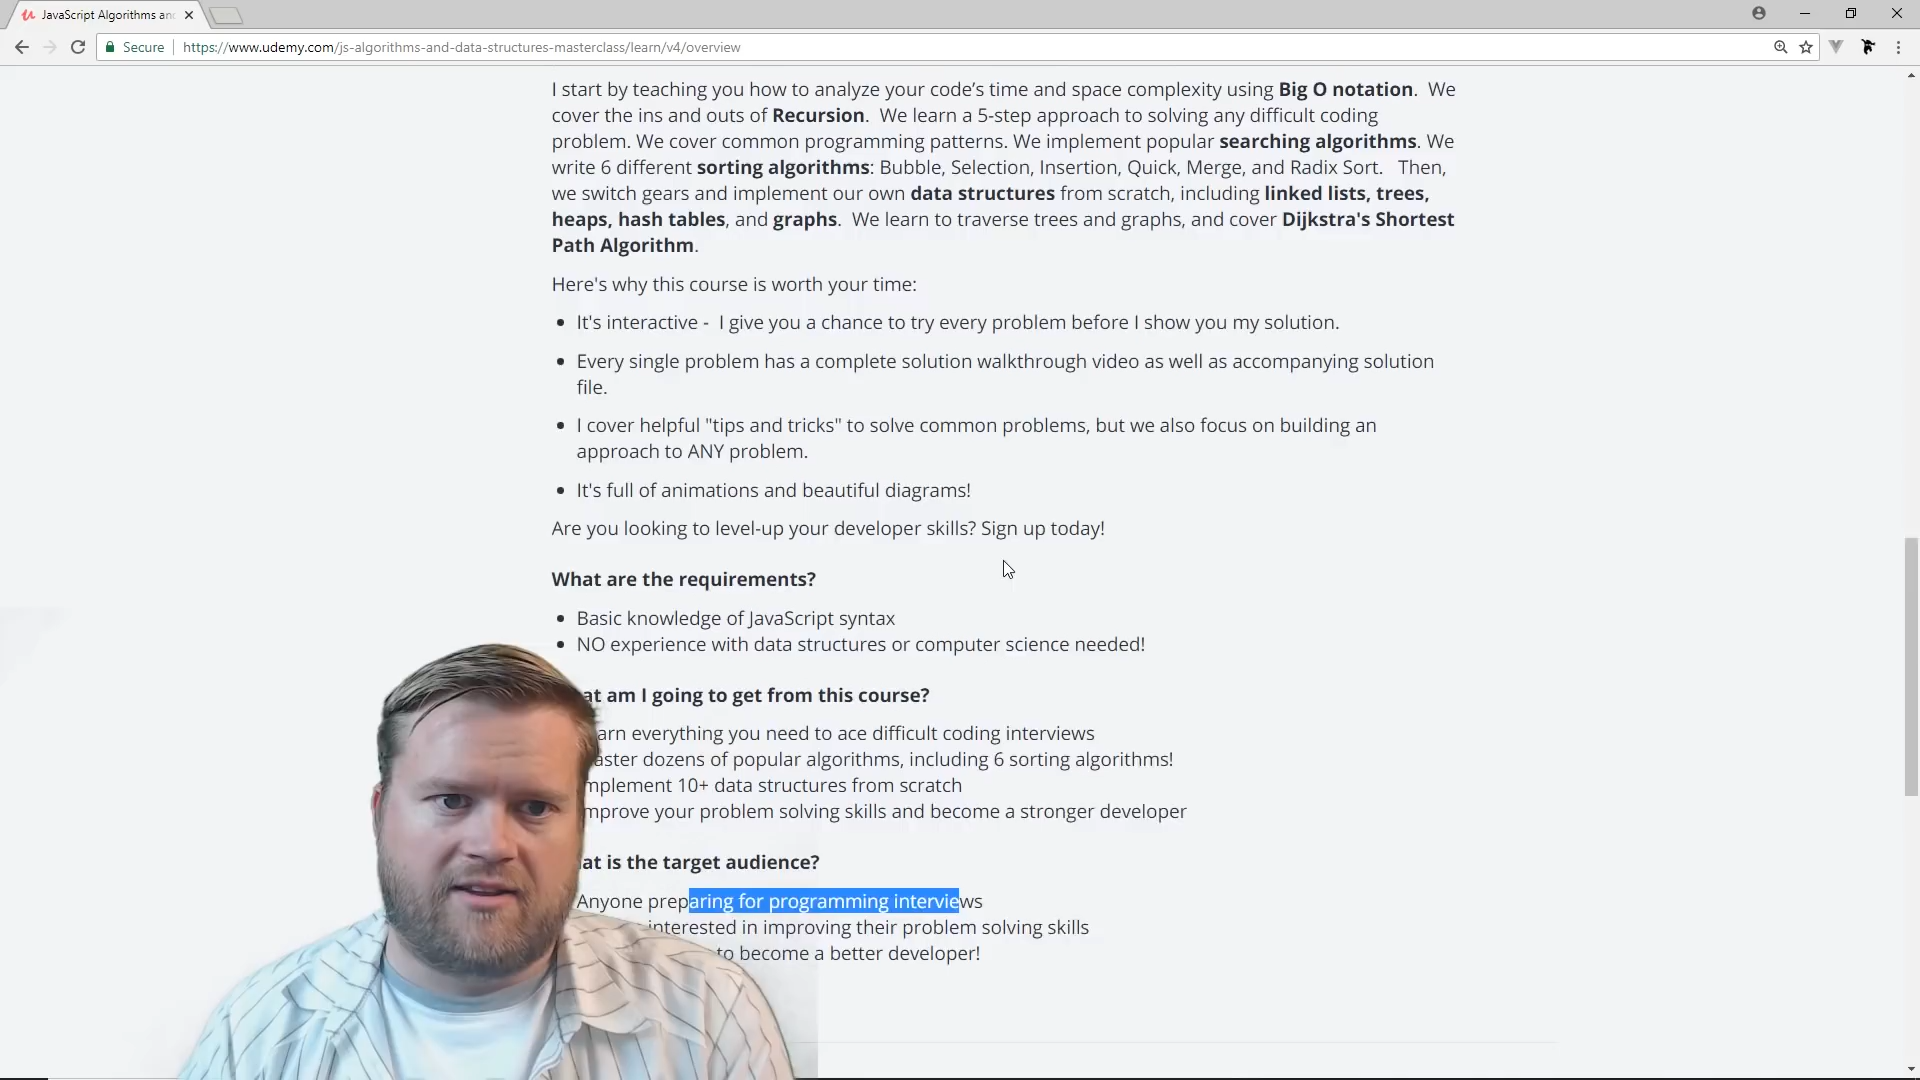 JavaScript Algorithms an
Secure
https://www.udemy.com/js-algorithms-and-data-structures-masterclass/learn/v4/overview
I start by teaching you how to analyze your code’s time and space complexity using Big O notation. We
cover the ins and outs of Recursion. We learn a 5-step approach to solving any difficult coding
problem. We cover common programming patterns. We implement popular searching algorithms. We
write 6 different sorting algorithms: Bubble, Selection, Insertion, Quick, Merge, and Radix Sort. Then,
we switch gears and implement our own data structures from scratch, including linked lists, trees,
heaps, hash tables, and graphs. We learn to traverse trees and graphs, and cover Dijkstra's Shortest
Path Algorithm.
Here's why this course is worth your time:
It's interactive - I give you a chance to try every problem before I show you my solution.
Every single problem has a complete solution walkthrough video as well as accompanying solution
file.
I cover helpful "tips and tricks" to solve common problems, but we also focus on building an
approach to ANY problem.
It's full of animations and beautiful diagrams!
Are you looking to level-up your developer skills? Sign up today!
What are the requirements?
Basic knowledge of JavaScript syntax
NO experience with data structures or computer science needed!
at am I going to get from this course?
arn everything you need to ace difficult coding interviews
aster dozens of popular algorithms, including 6 sorting algorithms!
mplement 10+ data structures from scratch
mprove your problem solving skills and become a stronger developer
at is the target audience?
Anyone preparing for programming interviews
interested in improving their problem solving skills
to become a better developer!